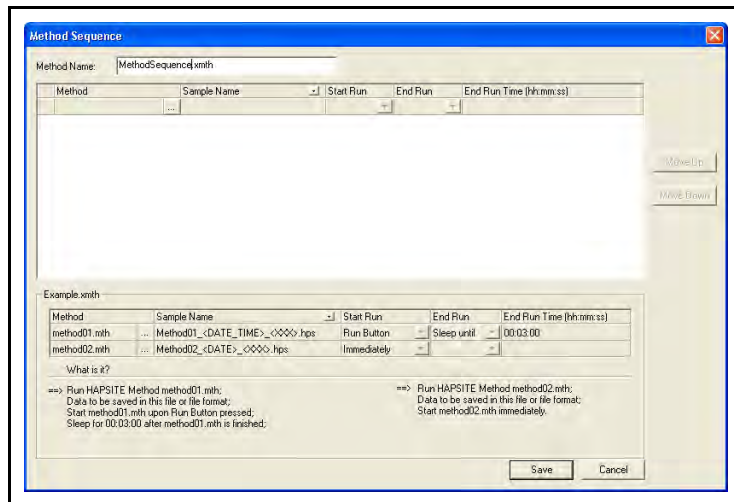 Method Sequence
Method Name: MethodSequence.xmth
Method Sample Name Start Run End Run End Run Time (hh:mm:ss)
...
Move Up
Move Down
Example.xmth
Method Sample Name Start Run End Run End Run Time (hh:mm:ss)
method01.mth ... Method01_<DATE_TIME>_<XXX>.hps Run Button Sleep until 00:03:00
method02.mth ... Method02_<DATE>_<XXX>.hps Immediately
What is it?
==> Run HAPSITE Method method01.mth;
Data to be saved in this file or file format;
Start method01.mth upon Run Button pressed;
Sleep for 00:03:00 after method01.mth is finished;
==> Run HAPSITE Method method02.mth;
Data to be saved in this file or file format;
Start method02.mth immediately.
Save Cancel